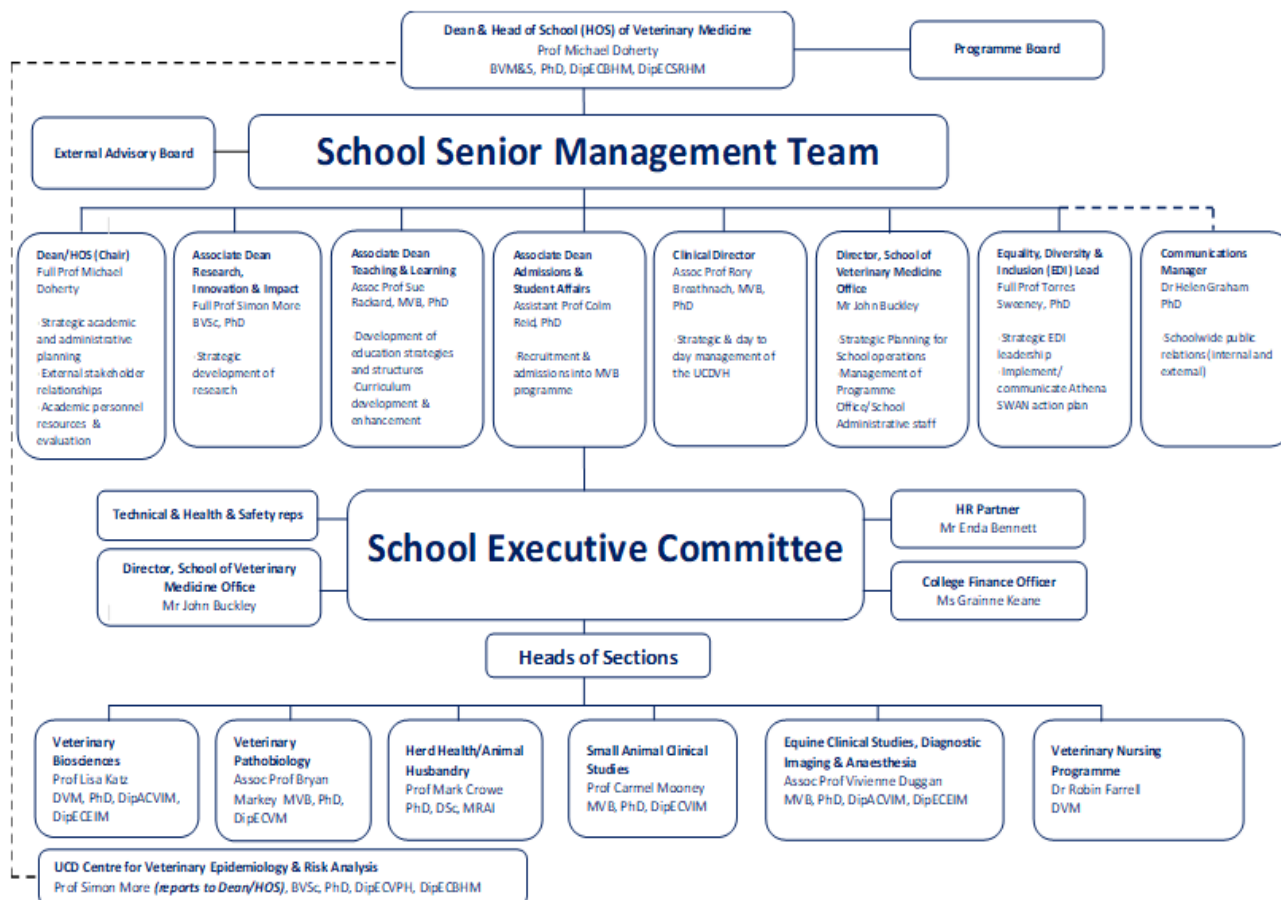 Dean & Head of School (HOS) of Veterinary Medicine
Prof Michael Doherty
BVM&S, PhD, DipECBHM, DipECSRHM
Programme Board
External Advisory Board
School Senior Management Team
Dean/HOS (Chair)
Full Prof Michael
Doherty
·Strategic academic
and administrative
planning
·External stakeholder
relationships
·Academic personnel
resources & 
evaluation
Associate Dean
Research,
Innovation & Impact
Full Prof Simon More
BVSc, PhD
·Strategic
development of
research
Associate Dean
Teaching & Learning
Assoc Prof Sue
Rackard, MVB, PhD
·Development of
education strategies
and structures
·Curriculum
development &
enhancement
Associate Dean
Admissions &
Student Affairs
Assistant Prof Colm
Reid, PhD
·Recruitment &
admissions into MVB
programme
Clinical Director
Assoc Prof Rory
Breathnach, MVB,
PhD
·Strategic & day to
day management of
the UCDVH
Director, School of
Veterinary Medicine
Office
Mr John Buckley
·Strategic Planning for
School operations
·Management of
Programme
Office/School
Administrative staff
Equality, Diversity &
Inclusion (EDI) Lead
Full Prof Torres
Sweeney, PhD
·Strategic EDI
leadership
·Implement/
communicate Athena
SWAN action plan
Communications
Manager
Dr Helen Graham
PhD
·Schoolwide public
relations (internal and
external)
Technical & Health & Safety reps
Director, School of Veterinary
Medicine Office
Mr John Buckley
School Executive Committee
HR Partner
Mr Enda Bennett
College Finance Officer
Ms Grainne Keane
Heads of Sections
Veterinary
Biosciences
Prof Lisa Katz
DVM, PhD, DipACVIM,
DipECEIM
Veterinary
Pathobiology
Assoc Prof Bryan
Markey MVB, PhD,
DipECVM
Herd Health/Animal
Husbandry
Prof Mark Crowe
PhD, DSc, MRAI
Small Animal Clinical
Studies
Prof Carmel Mooney
MVB, PhD, DipECVIM
Equine Clinical Studies, Diagnostic
Imaging & Anaesthesia
Assoc Prof Vivienne Duggan
MVB, PhD, DipACVIM, DipECEIM
Veterinary Nursing
Programme
Dr Robin Farrell
DVM
UCD Centre for Veterinary Epidemiology & Risk Analysis
Prof Simon More (reports to Dean/HOS), BVSc, PhD, DipECVPH, DipECBHM